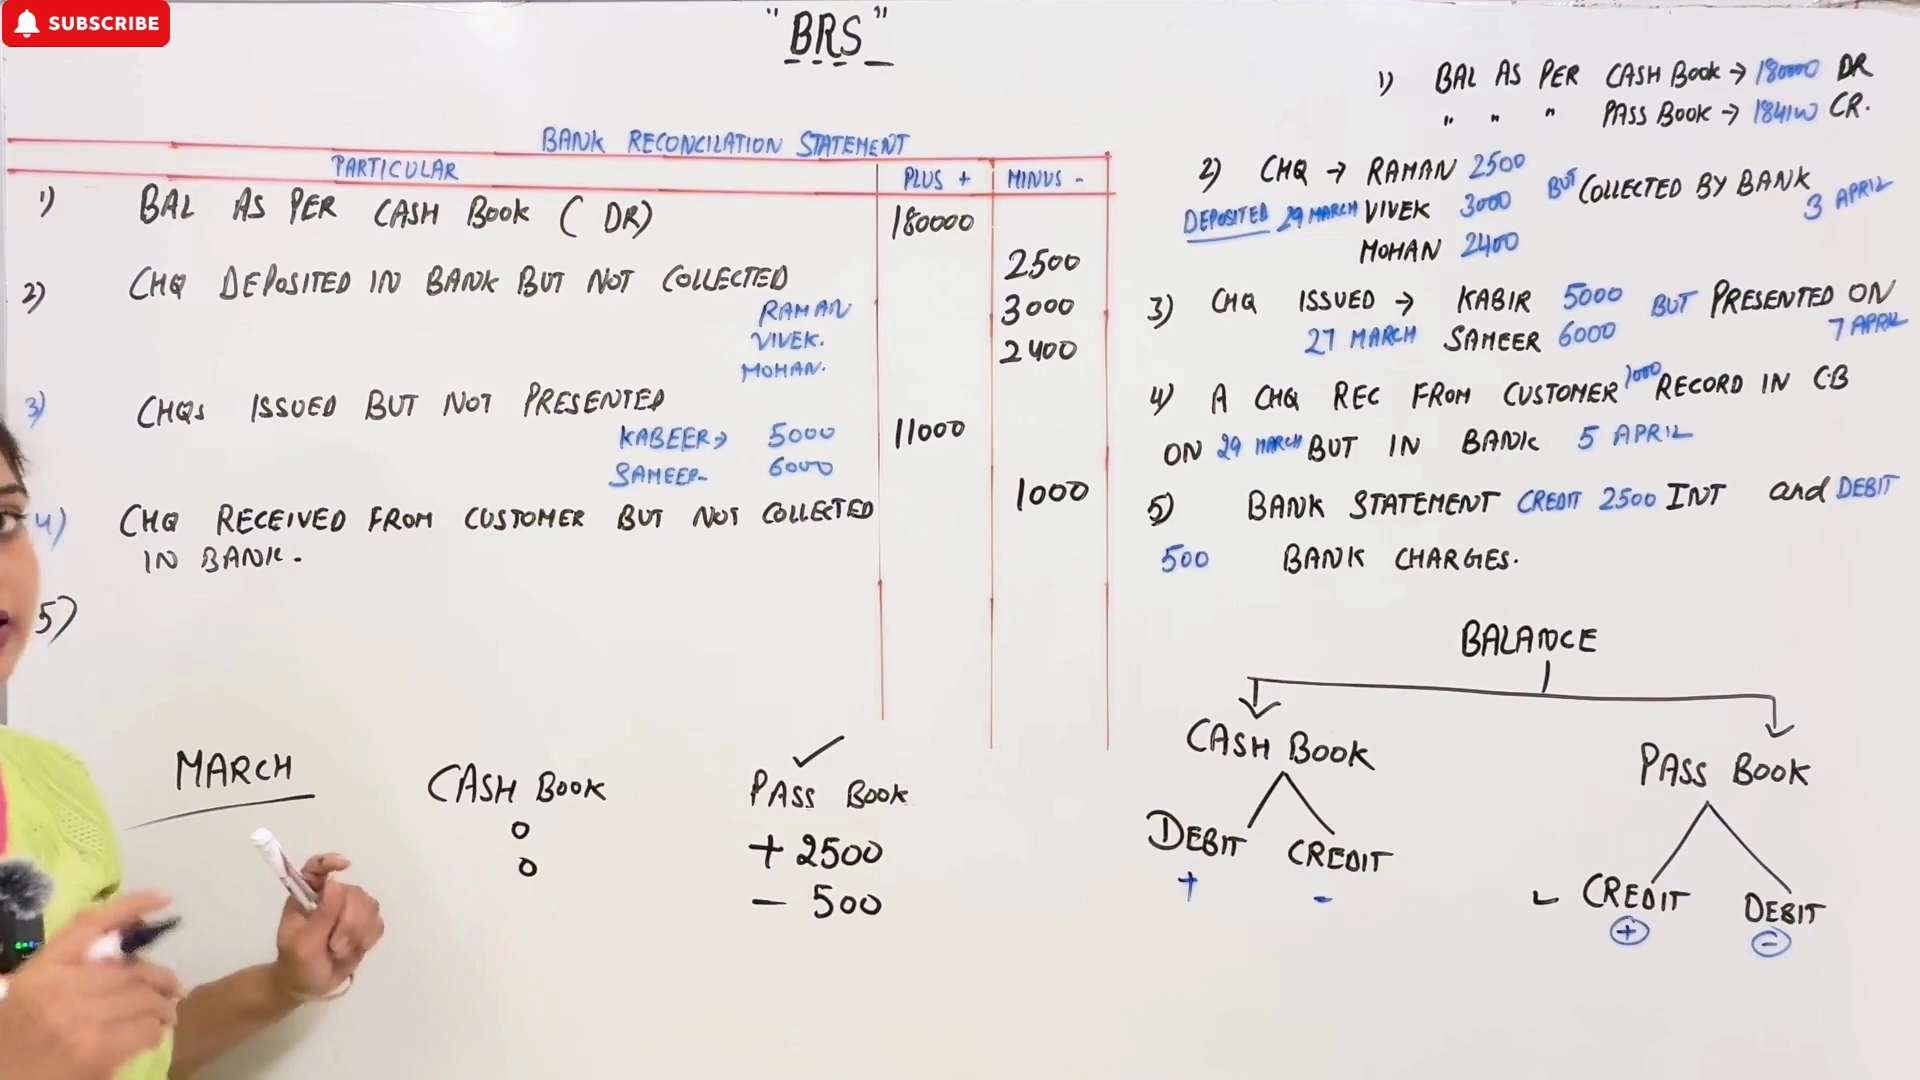 SUBSCRIBE
"BRS"
BANK RECONCILATION STATEMENT
PARTICULAR PLUS + MINUS -
1) BAL AS PER CASH BOOK ( DR) 180000
2) CHQ DEPOSITED IN BANK BUT NOT COLLECTED 2500
RAMAN 3000
VIVEK. 2400
MOHAN.
3) CHQs ISSUED BUT NOT PRESENTED
KABEER → 5000 11000
SAMEER - 6000
4) CHQ RECEIVED FROM CUSTOMER BUT NOT COLLECTED 1000
IN BANK.
5)
MARCH CASH BOOK PASS BOOK
0 + 2500
0 - 500
1) BAL AS PER CASH BOOK → 180000 DR
" " " PASS BOOK → 184100 CR.
2) CHQ → RAMAN 2500
DEPOSITED 29 MARCH VIVEK 3000 BUT COLLECTED BY BANK
MOHAN 2400 3 APRIL
3) CHQ ISSUED → KABIR 5000 BUT PRESENTED ON
27 MARCH SAMEER 6000 7 APRIL
4) A CHQ REC FROM CUSTOMER 1000 RECORD IN C.B
ON 29 MARCH BUT IN BANK 5 APRIL
5) BANK STATEMENT CREDIT 2500 INT and DEBIT
500 BANK CHARGES.
BALANCE
CASH BOOK PASS BOOK
DEBIT CREDIT CREDIT DEBIT
+ - + -